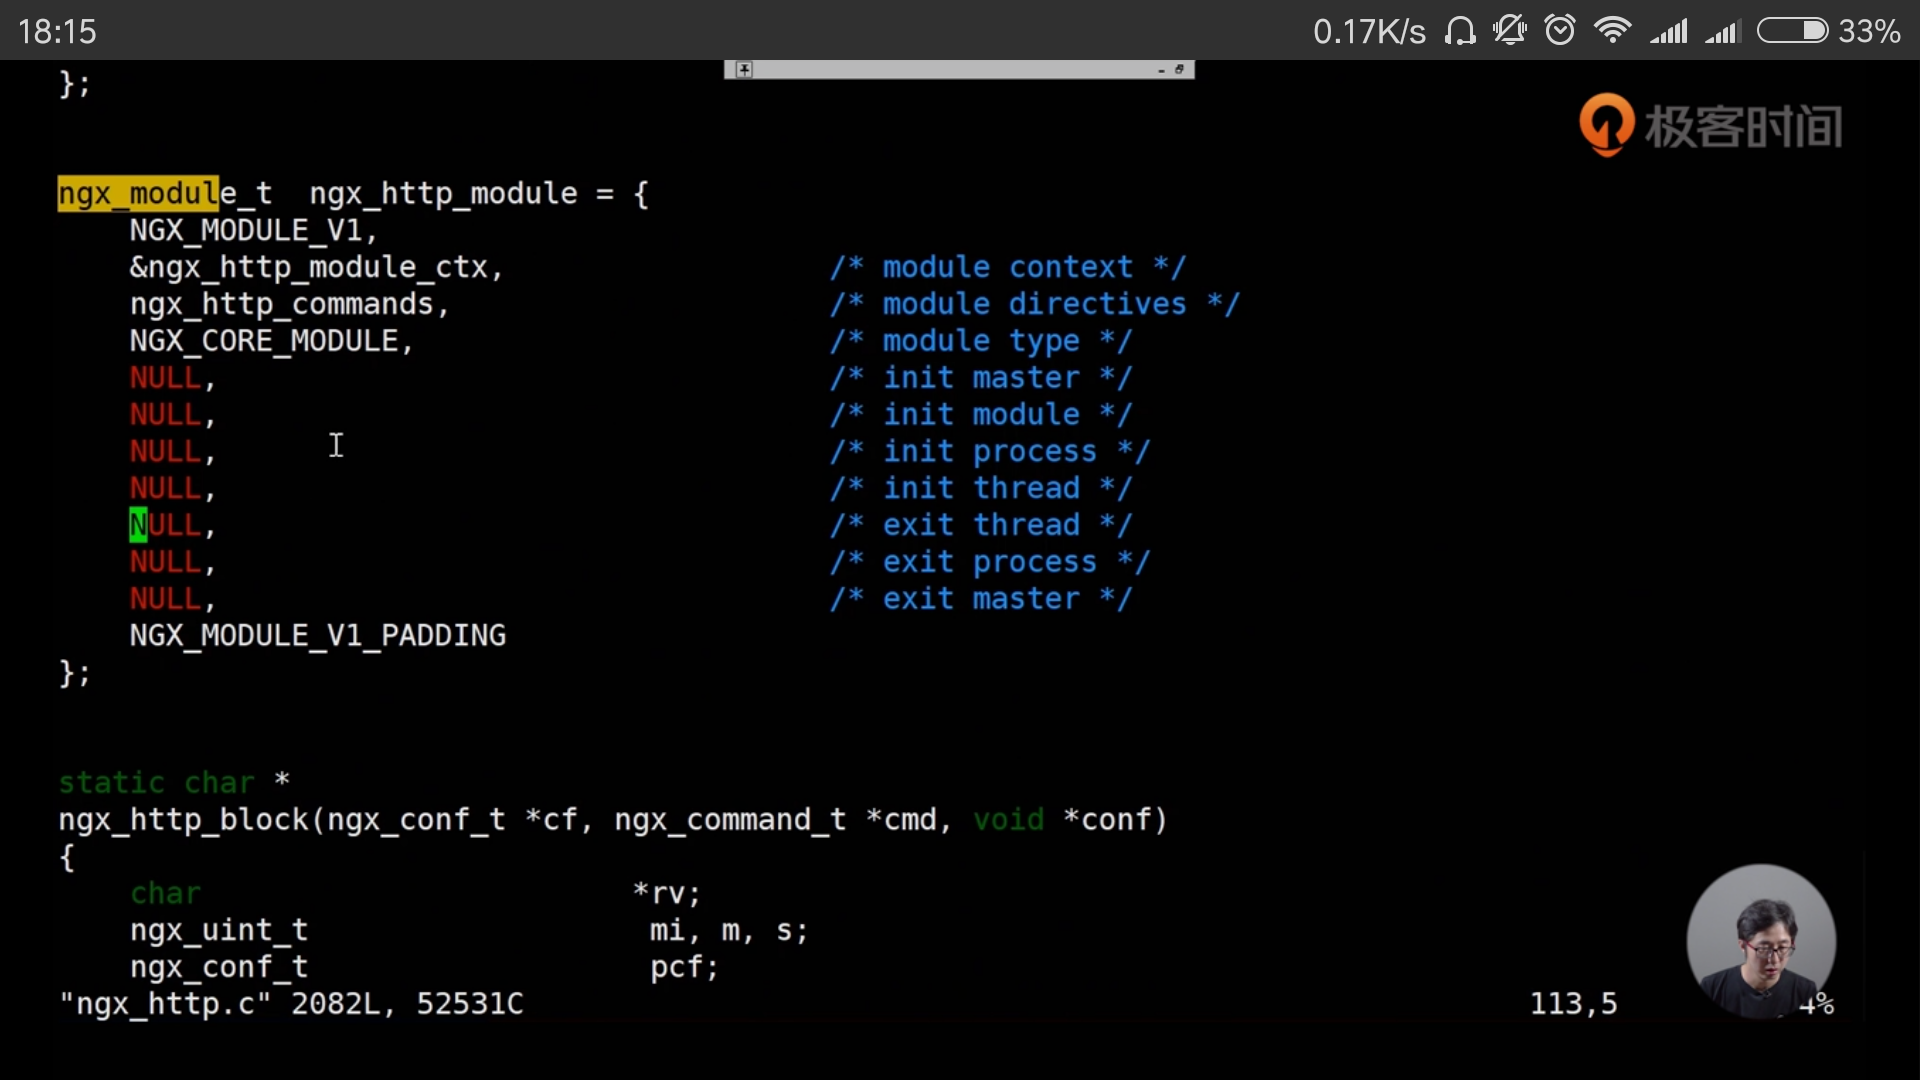 18:15 0.17K/s 33%
};
极客时间
ngx_module_t  ngx_http_module = {
    NGX_MODULE_V1,
    &ngx_http_module_ctx,                  /* module context */
    ngx_http_commands,                     /* module directives */
    NGX_CORE_MODULE,                       /* module type */
    NULL,                                  /* init master */
    NULL,                                  /* init module */
    NULL,                                  /* init process */
    NULL,                                  /* init thread */
    NULL,                                  /* exit thread */
    NULL,                                  /* exit process */
    NULL,                                  /* exit master */
    NGX_MODULE_V1_PADDING
};
static char *
ngx_http_block(ngx_conf_t *cf, ngx_command_t *cmd, void *conf)
{
    char                        *rv;
    ngx_uint_t                   mi, m, s;
    ngx_conf_t                   pcf;
"ngx_http.c" 2082L, 52531C 113,5 4%